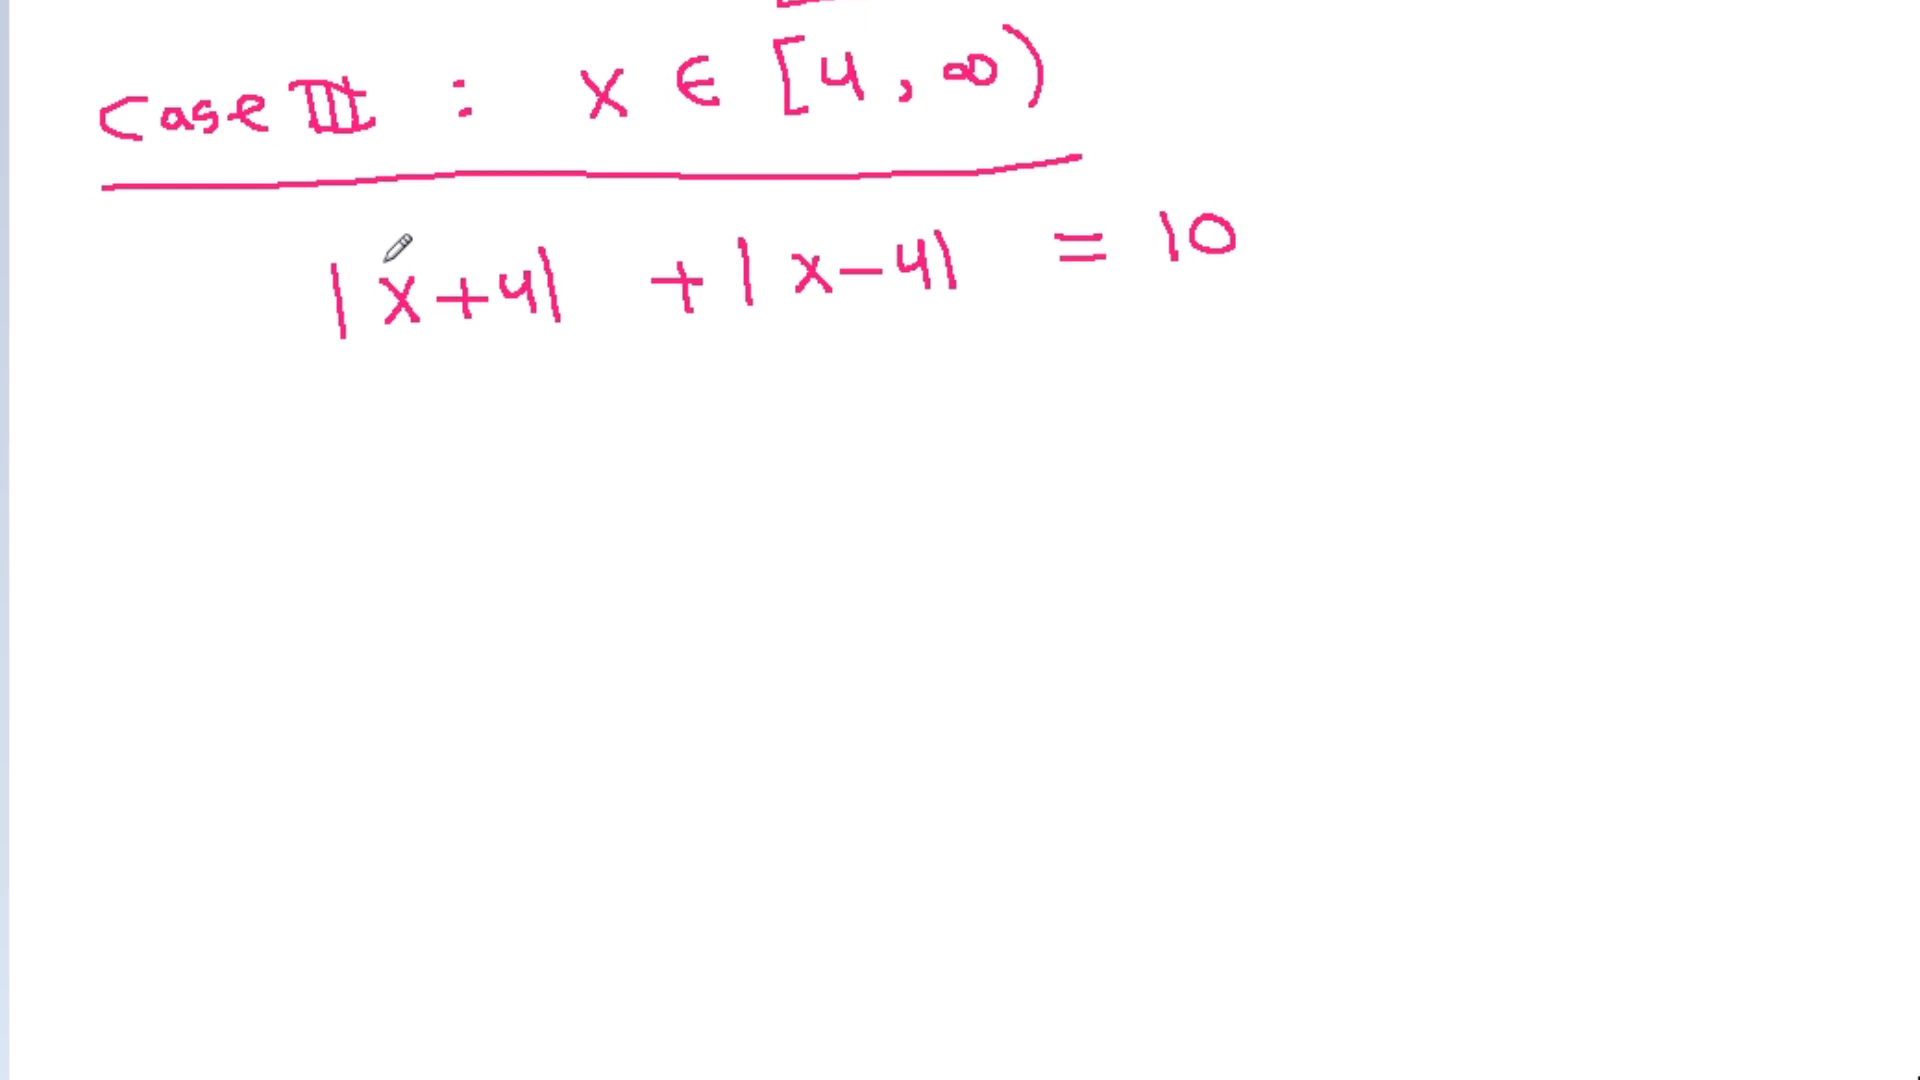 Case III : x ∈ [4, ∞)
|x+4| + |x-4| = 10